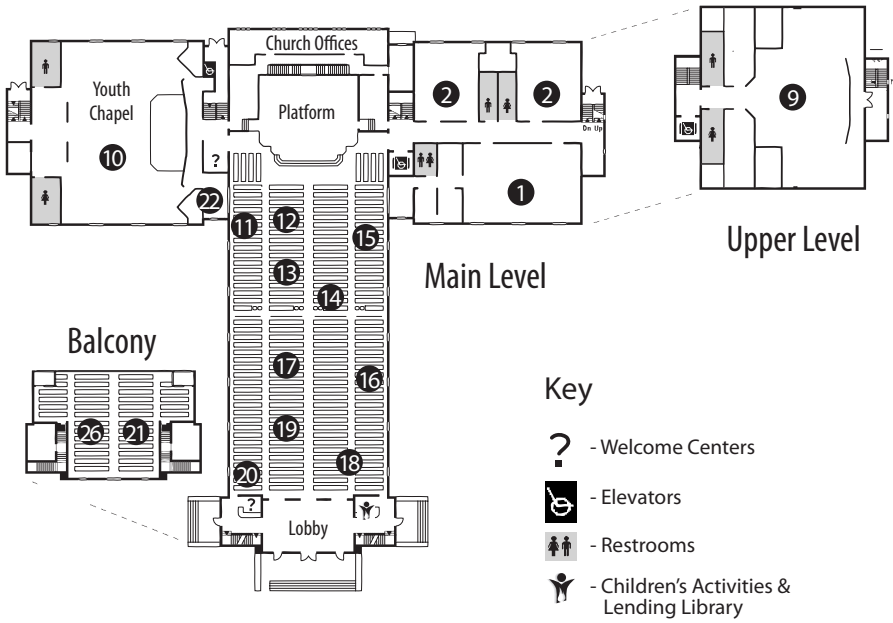 Church Offices
Youth
Chapel
Platform
2
2
9
Dn Up
10
?
22
1
11
12
15
13
14
Upper Level
Main Level
Balcony
17
16
26
21
19
18
20
?
Lobby
Key
? - Welcome Centers
- Elevators
- Restrooms
- Children's Activities &
Lending Library